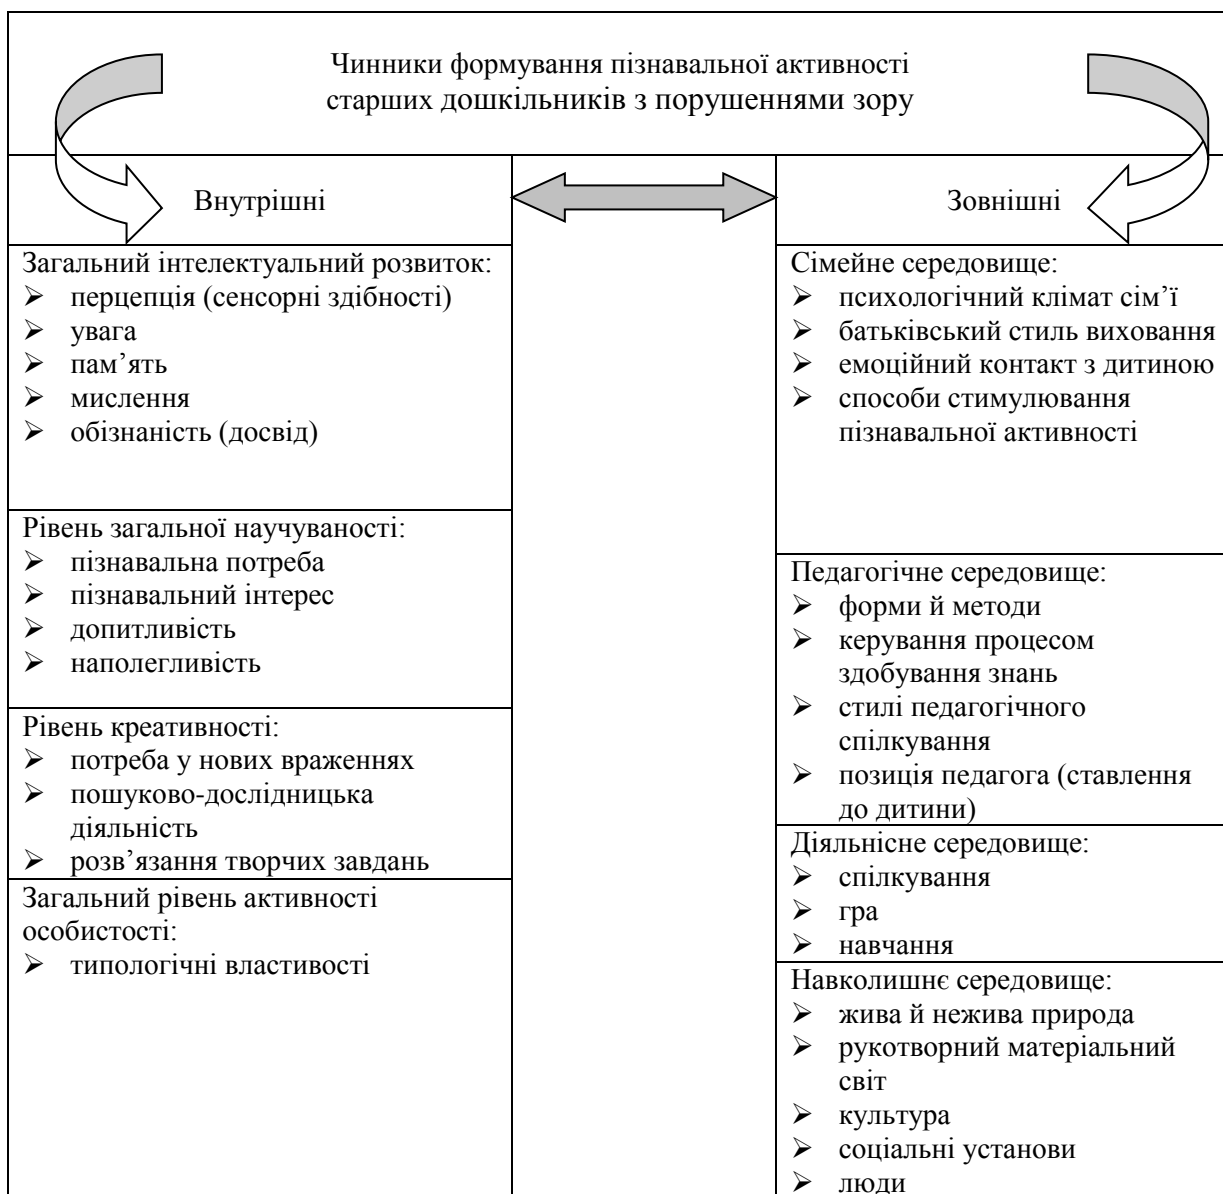 Чинники формування пізнавальної активності
старших дошкільників з порушеннями зору
Внутрішні
Загальний інтелектуальний розвиток:
➢ перцепція (сенсорні здібності)
➢ увага
➢ пам’ять
➢ мислення
➢ обізнаність (досвід)
Рівень загальної научуваності:
➢ пізнавальна потреба
➢ пізнавальний інтерес
➢ допитливість
➢ наполегливість
Рівень креативності:
➢ потреба у нових враженнях
➢ пошуково-дослідницька
діяльність
➢ розв’язання творчих завдань
Загальний рівень активності
особистості:
➢ типологічні властивості
Зовнішні
Сімейне середовище:
➢ психологічний клімат сім’ї
➢ батьківський стиль виховання
➢ емоційний контакт з дитиною
➢ способи стимулювання
пізнавальної активності
Педагогічне середовище:
➢ форми й методи
➢ керування процесом
здобування знань
➢ стилі педагогічного
спілкування
➢ позиція педагога (ставлення
до дитини)
Діяльнісне середовище:
➢ спілкування
➢ гра
➢ навчання
Навколишнє середовище:
➢ жива й нежива природа
➢ рукотворний матеріальний
світ
➢ культура
➢ соціальні установи
➢ люди